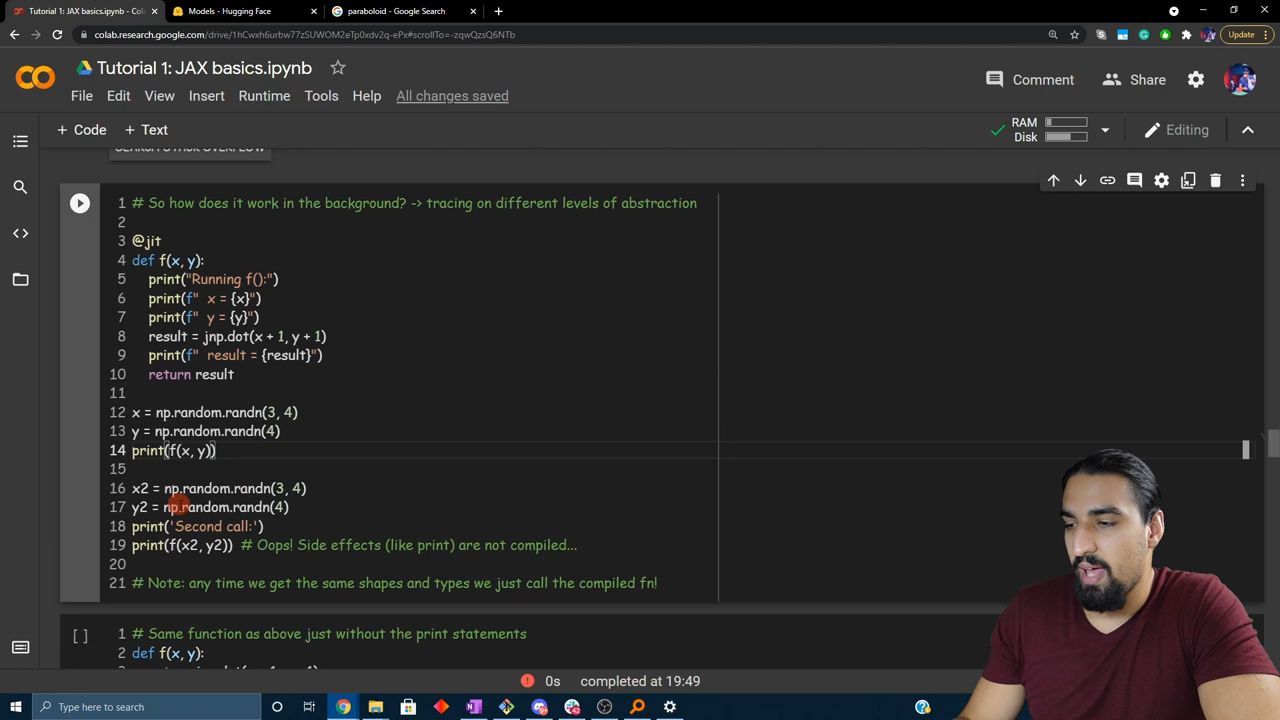 Tutorial 1: JAX basics.ipynb - Col
Models - Hugging Face
paraboloid - Google Search
colab.research.google.com/drive/1hCwxh6urbw77zSUWOM2eTp0xdv2q-ePx#scrollTo=-zqwQzsQ6NTb
Update
Tutorial 1: JAX basics.ipynb
File Edit View Insert Runtime Tools Help All changes saved
Comment Share
+ Code + Text
RAM
Disk
Editing
SEARCH STACK OVERFLOW
1 # So how does it work in the background? -> tracing on different levels of abstraction
2
3 @jit
4 def f(x, y):
5 print("Running f():")
6 print(f" x = {x}")
7 print(f" y = {y}")
8 result = jnp.dot(x + 1, y + 1)
9 print(f" result = {result}")
10 return result
11
12 x = np.random.randn(3, 4)
13 y = np.random.randn(4)
14 print(f(x, y))
15
16 x2 = np.random.randn(3, 4)
17 y2 = np.random.randn(4)
18 print('Second call:')
19 print(f(x2, y2)) # Oops! Side effects (like print) are not compiled...
20
21 # Note: any time we get the same shapes and types we just call the compiled fn!
[ ] 1 # Same function as above just without the print statements
2 def f(x, y):
0s completed at 19:49
Type here to search